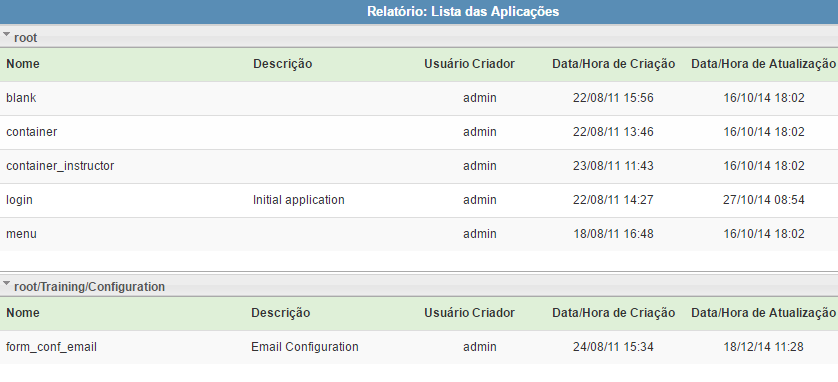 Relatório: Lista das Aplicações
root
Nome Descrição Usuário Criador Data/Hora de Criação Data/Hora de Atualização
blank admin 22/08/11 15:56 16/10/14 18:02
container admin 22/08/11 13:46 16/10/14 18:02
container_instructor admin 23/08/11 11:43 16/10/14 18:02
login Initial application admin 22/08/11 14:27 27/10/14 08:54
menu admin 18/08/11 16:48 16/10/14 18:02
root/Training/Configuration
Nome Descrição Usuário Criador Data/Hora de Criação Data/Hora de Atualização
form_conf_email Email Configuration admin 24/08/11 15:34 18/12/14 11:28